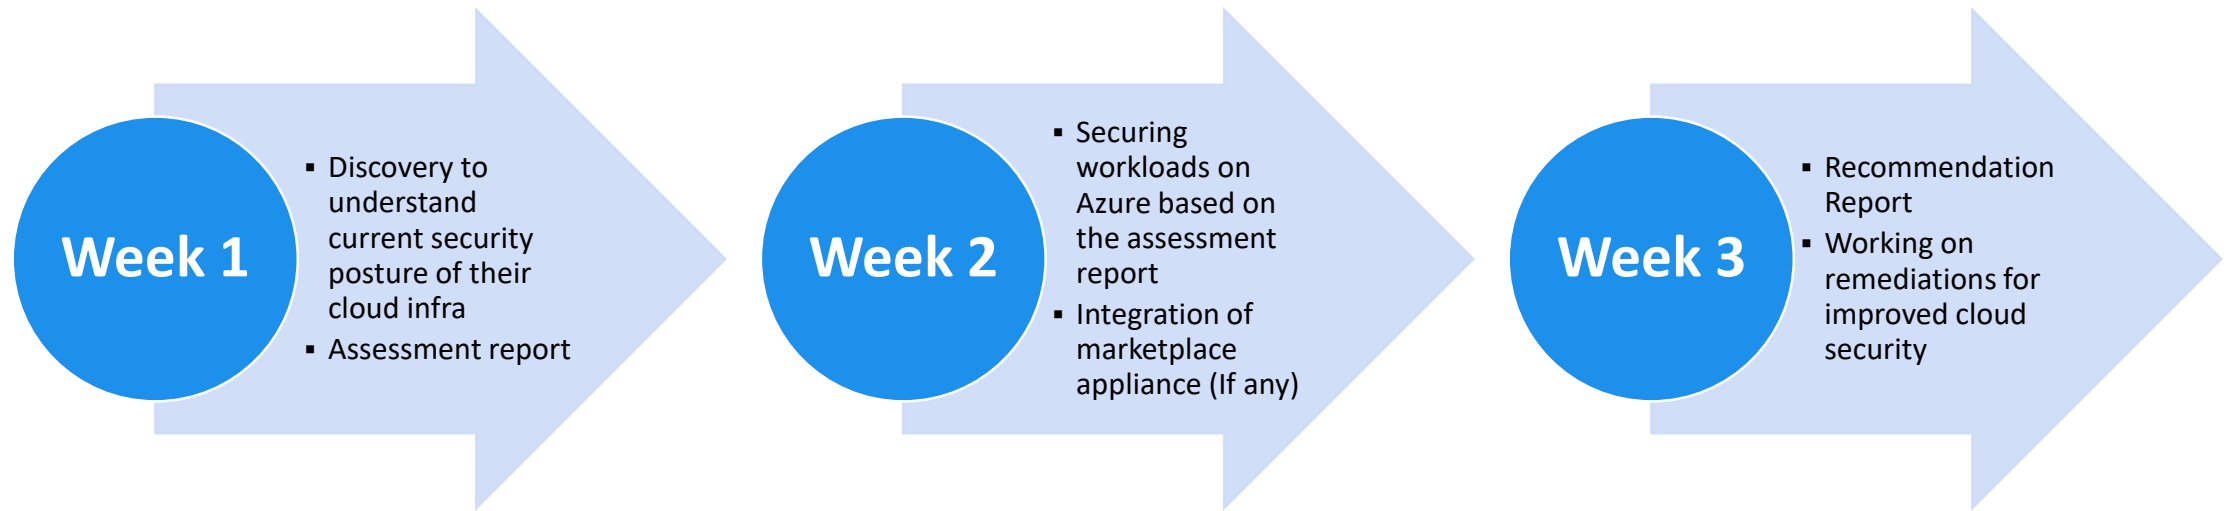 Week 1
▪ Discovery to
understand
current security
posture of their
cloud infra
▪ Assessment report
Week 2
▪ Securing
workloads on
Azure based on
the assessment
report
▪ Integration of
marketplace
appliance (If any)
Week 3
▪ Recommendation
Report
▪ Working on
remediations for
improved cloud
security